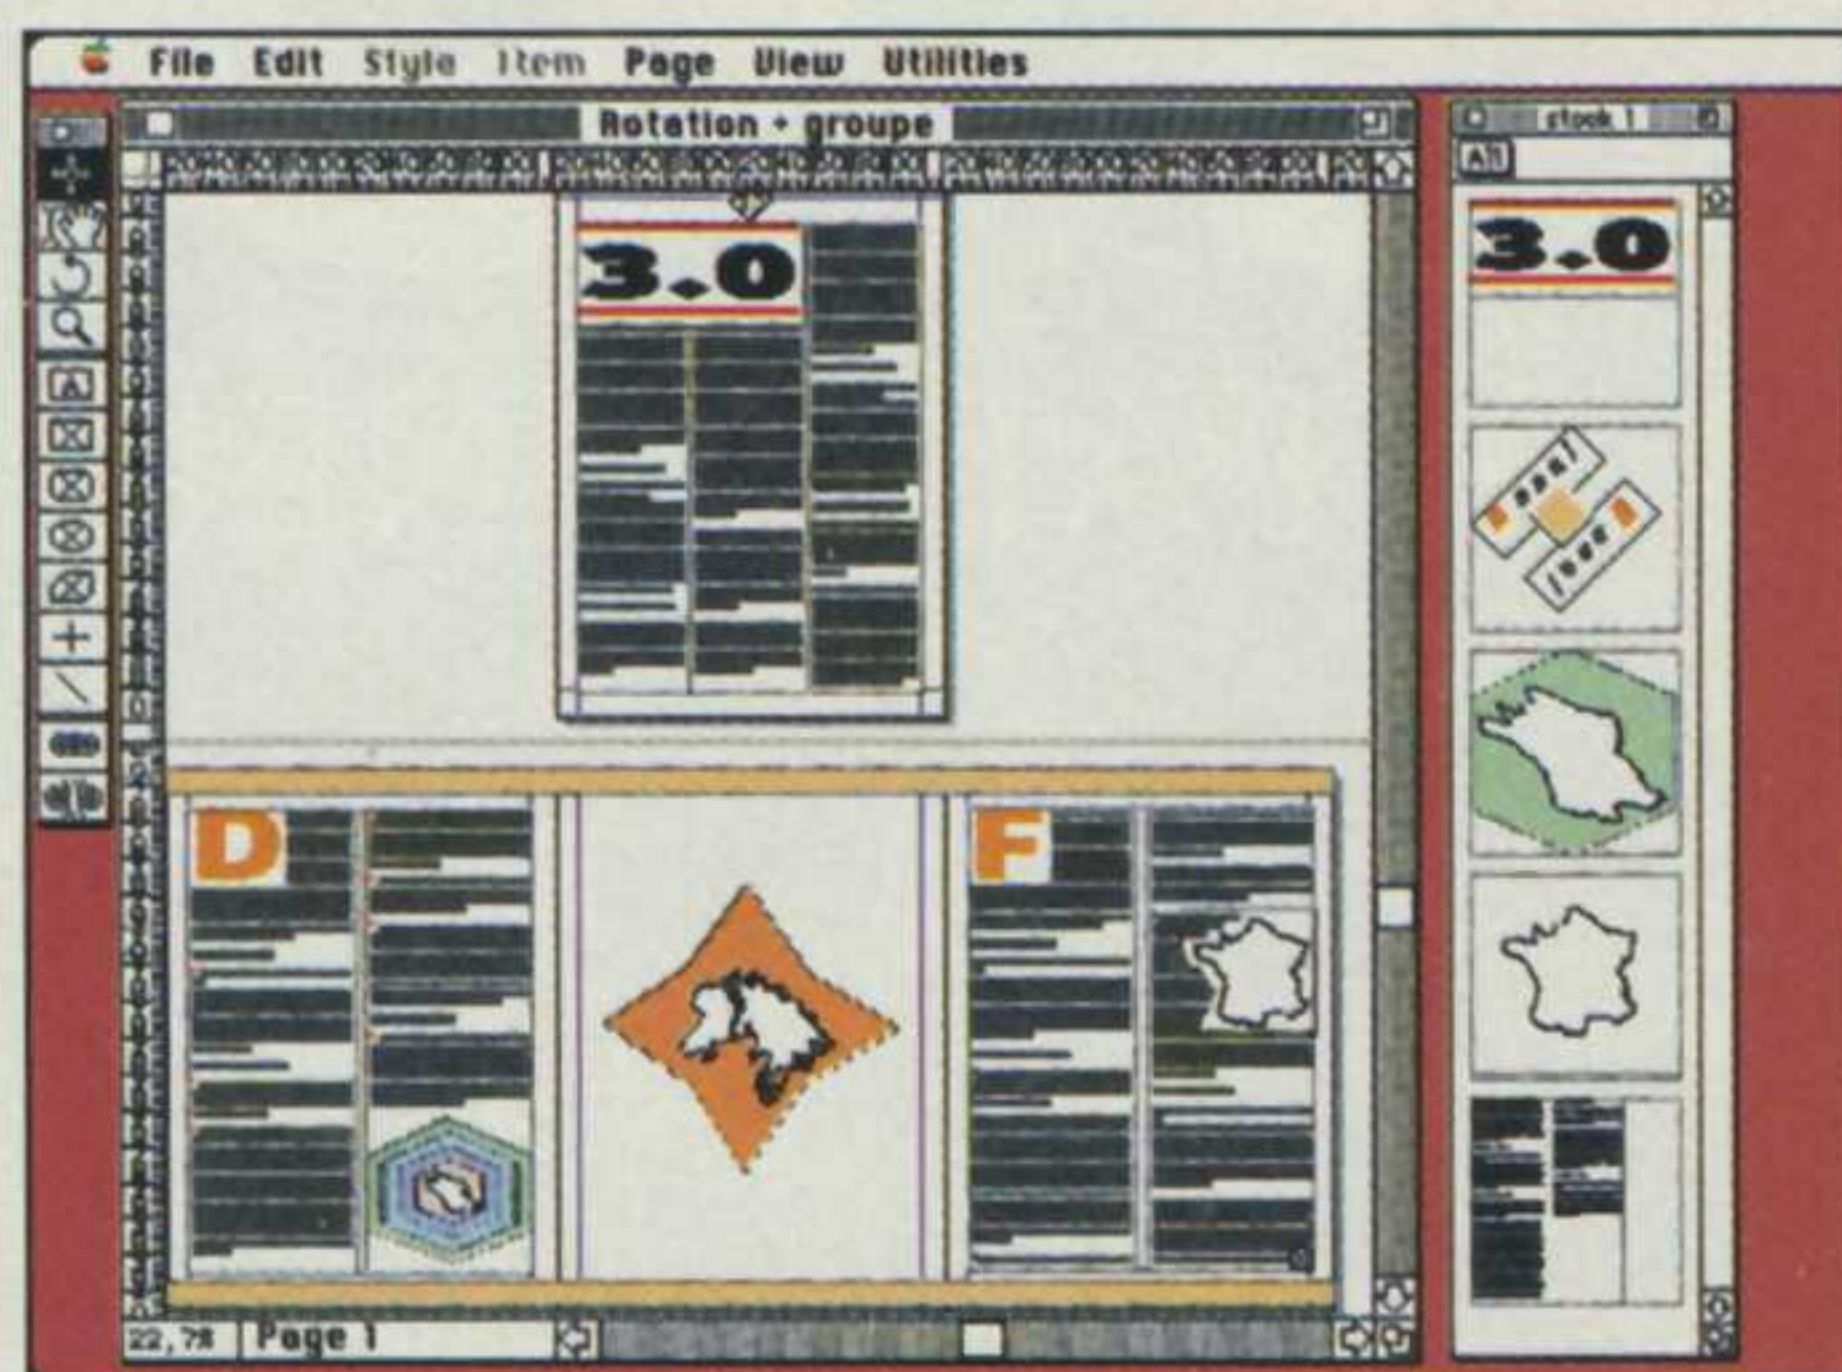 File Edit Style Item Page View Utilities
Rotation + groupe
stock 1
All
3.0
3.0
A
D
F
22,7%
Page 1